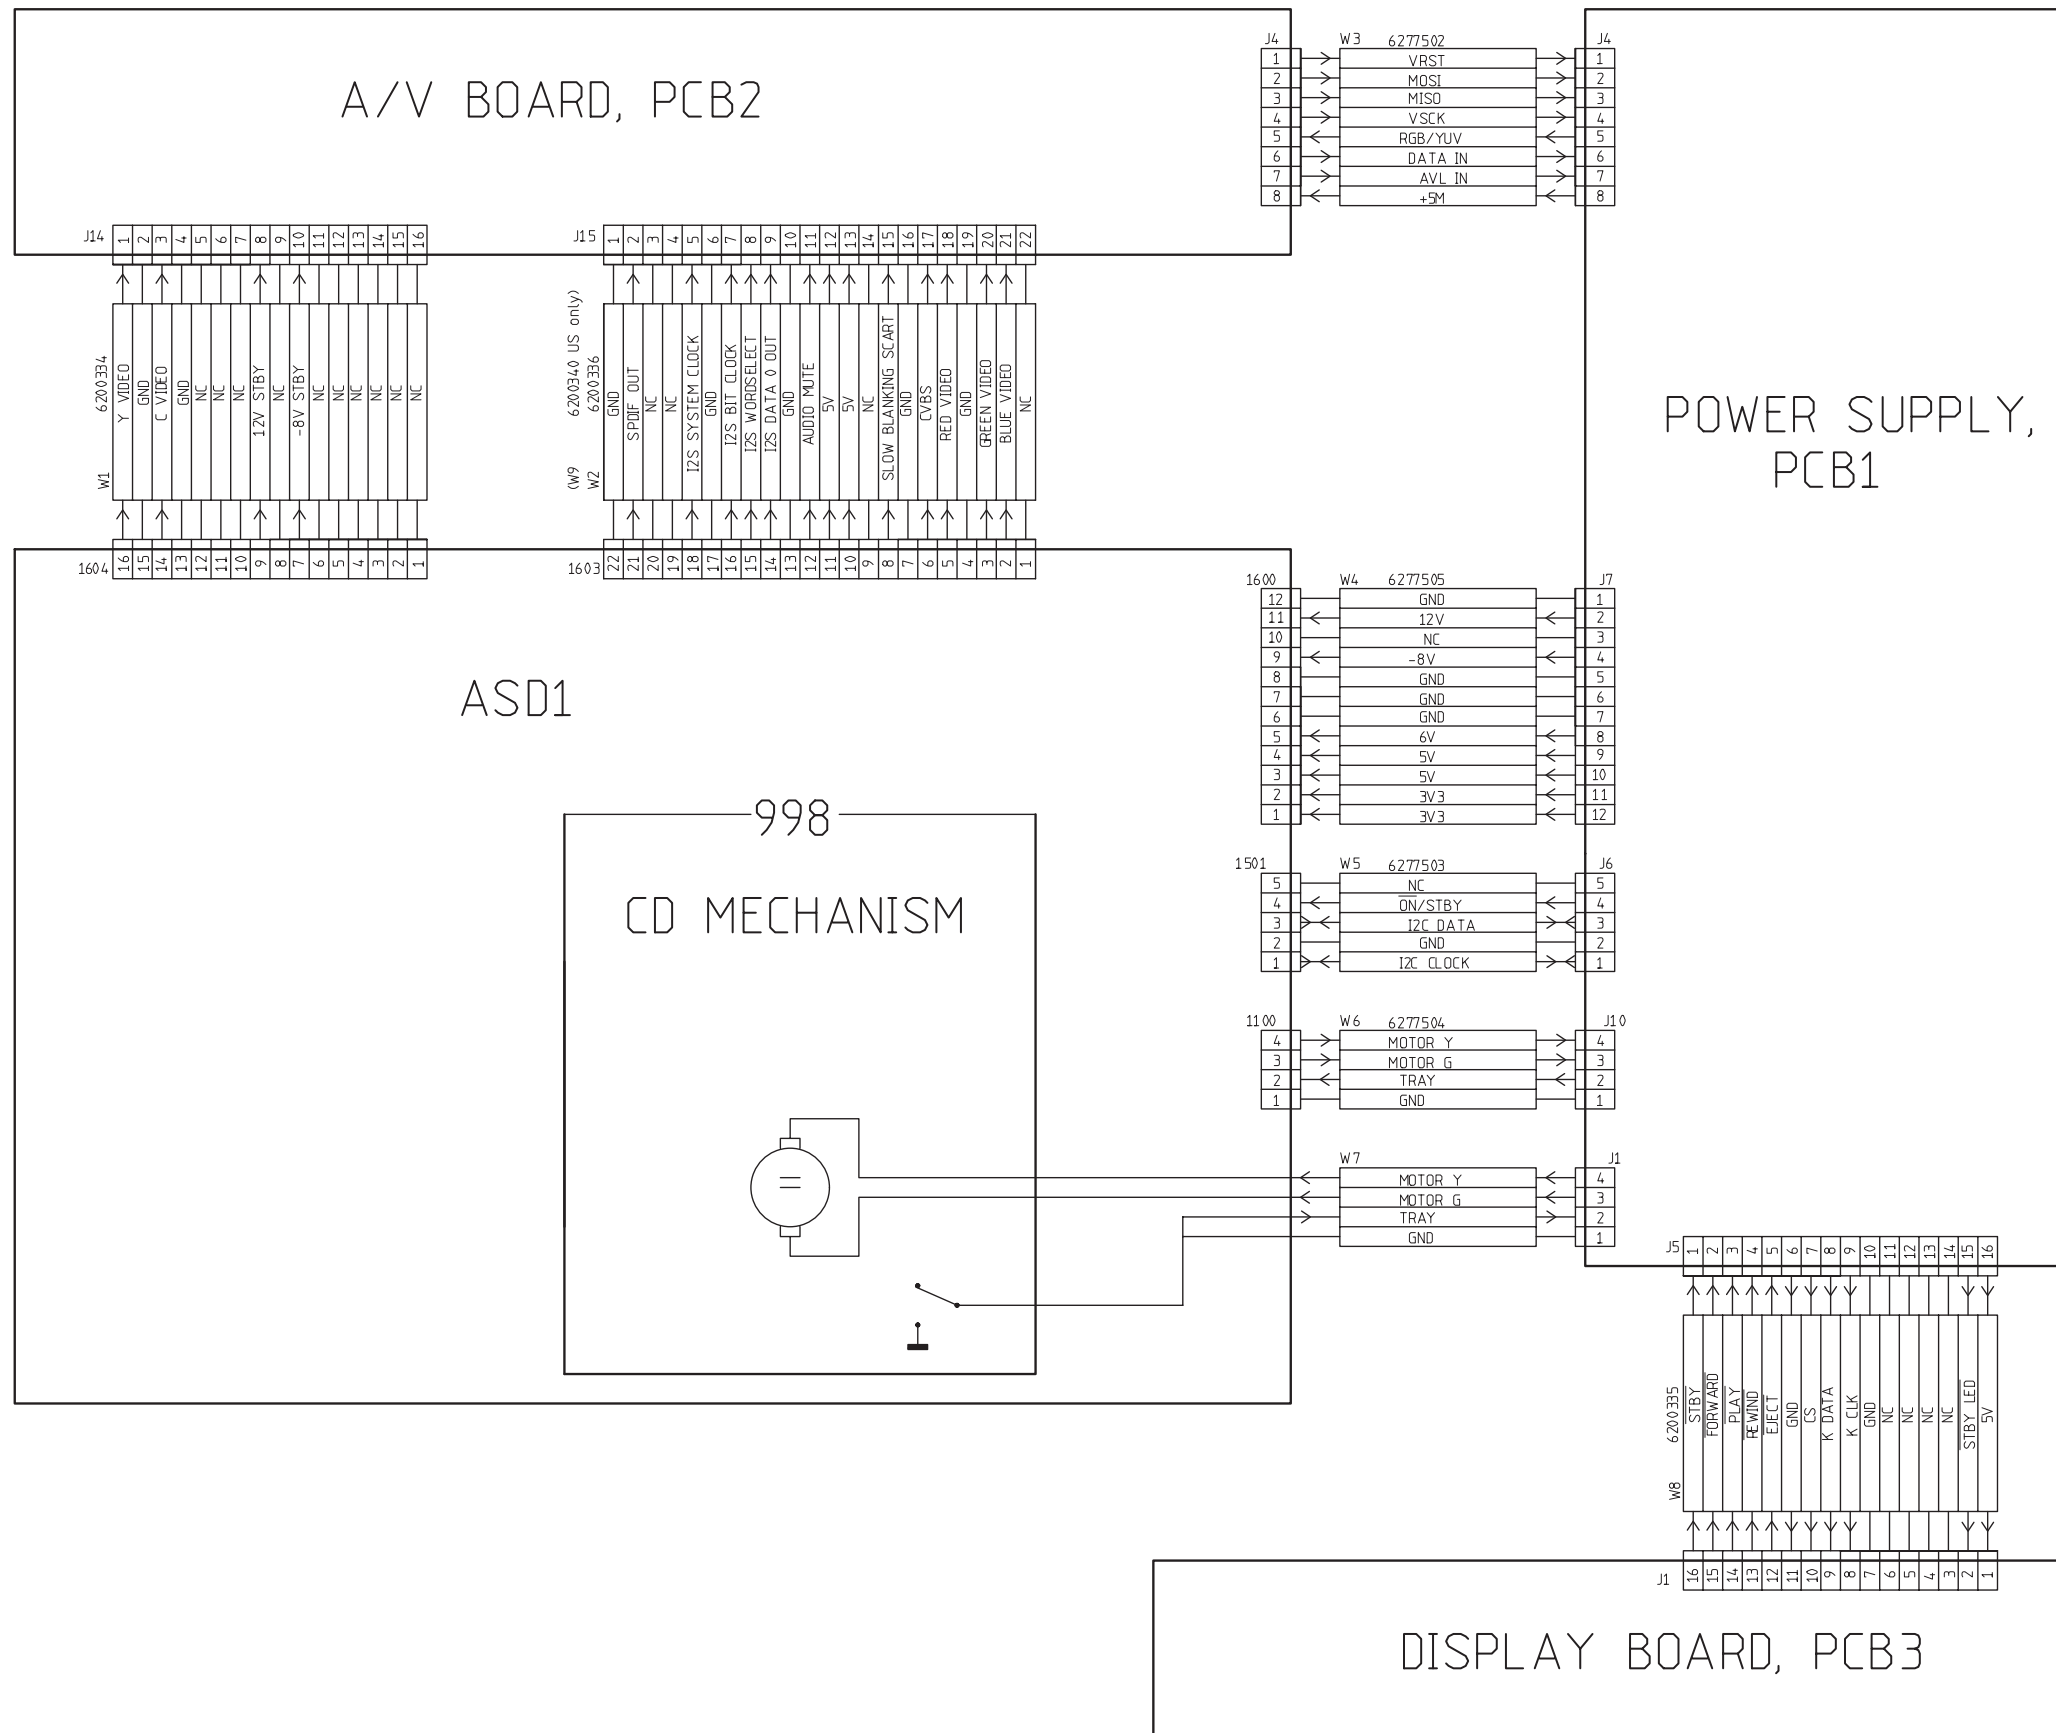 A/V BOARD, PCB2
J4 W3 6277502 J4
1 VRST 1
2 MOSI 2
3 MISO 3
4 VSCK 4
5 RGB/YUV 5
6 DATA IN 6
7 AVL IN 7
8 +5M 8
J14 1 2 3 4 5 6 7 8 9 10 11 12 13 14 15 16
W1 6200334
Y VIDEO
GND
C VIDEO
GND
NC
NC
NC
12V STBY
NC
-8V STBY
NC
NC
NC
NC
NC
NC
1604 16 15 14 13 12 11 10 9 8 7 6 5 4 3 2 1
J15 1 2 3 4 5 6 7 8 9 10 11 12 13 14 15 16 17 18 19 20 21 22
(W9 6200340 US only)
W2 6200336
GND
SPDIF OUT
NC
NC
I2S SYSTEM CLOCK
GND
I2S BIT CLOCK
I2S WORDSELECT
I2S DATA 0 OUT
GND
AUDIO MUTE
5V
5V
NC
SLOW BLANKING SCART
GND
CVBS
RED VIDEO
GND
GREEN VIDEO
BLUE VIDEO
NC
1603 22 21 20 19 18 17 16 15 14 13 12 11 10 9 8 7 6 5 4 3 2 1
POWER SUPPLY,
PCB1
ASD1
998
CD MECHANISM
1600 W4 6277505 J7
12 GND 1
11 12V 2
10 NC 3
9 -8V 4
8 GND 5
7 GND 6
6 GND 7
5 6V 8
4 5V 9
3 5V 10
2 3V3 11
1 3V3 12
1501 W5 6277503 J6
5 NC 5
4 ON/STBY 4
3 I2C DATA 3
2 GND 2
1 I2C CLOCK 1
1100 W6 6277504 J10
4 MOTOR Y 4
3 MOTOR G 3
2 TRAY 2
1 GND 1
W7 J1
MOTOR Y 4
MOTOR G 3
TRAY 2
GND 1
J5 1 2 3 4 5 6 7 8 9 10 11 12 13 14 15 16
W8 6200335
STBY
FORWARD
PLAY
REWIND
EJECT
GND
CS
K DATA
K CLK
GND
NC
NC
NC
NC
STBY LED
5V
J1 16 15 14 13 12 11 10 9 8 7 6 5 4 3 2 1
DISPLAY BOARD, PCB3